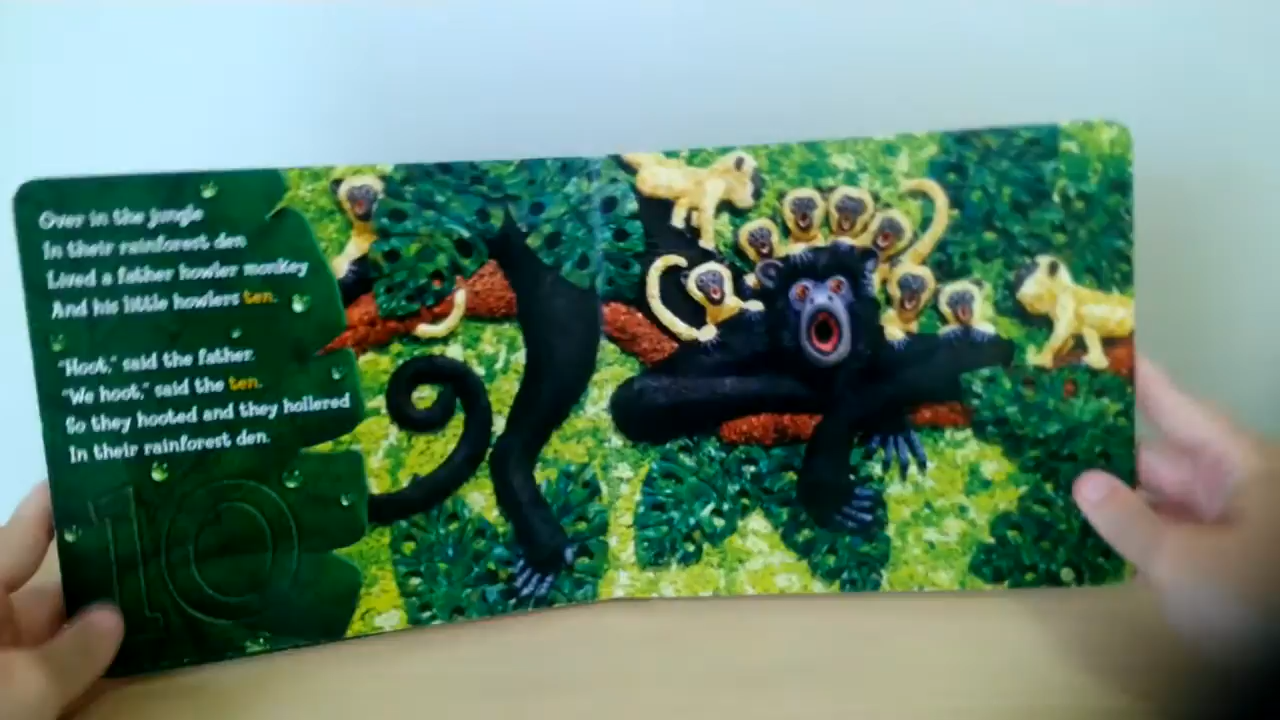 Over in the jungle
In their rainforest den
Lived a father howler monkey
And his little howlers ten.
"Hoot," said the father.
"We hoot," said the ten.
So they hooted and they hollered
In their rainforest den.
10